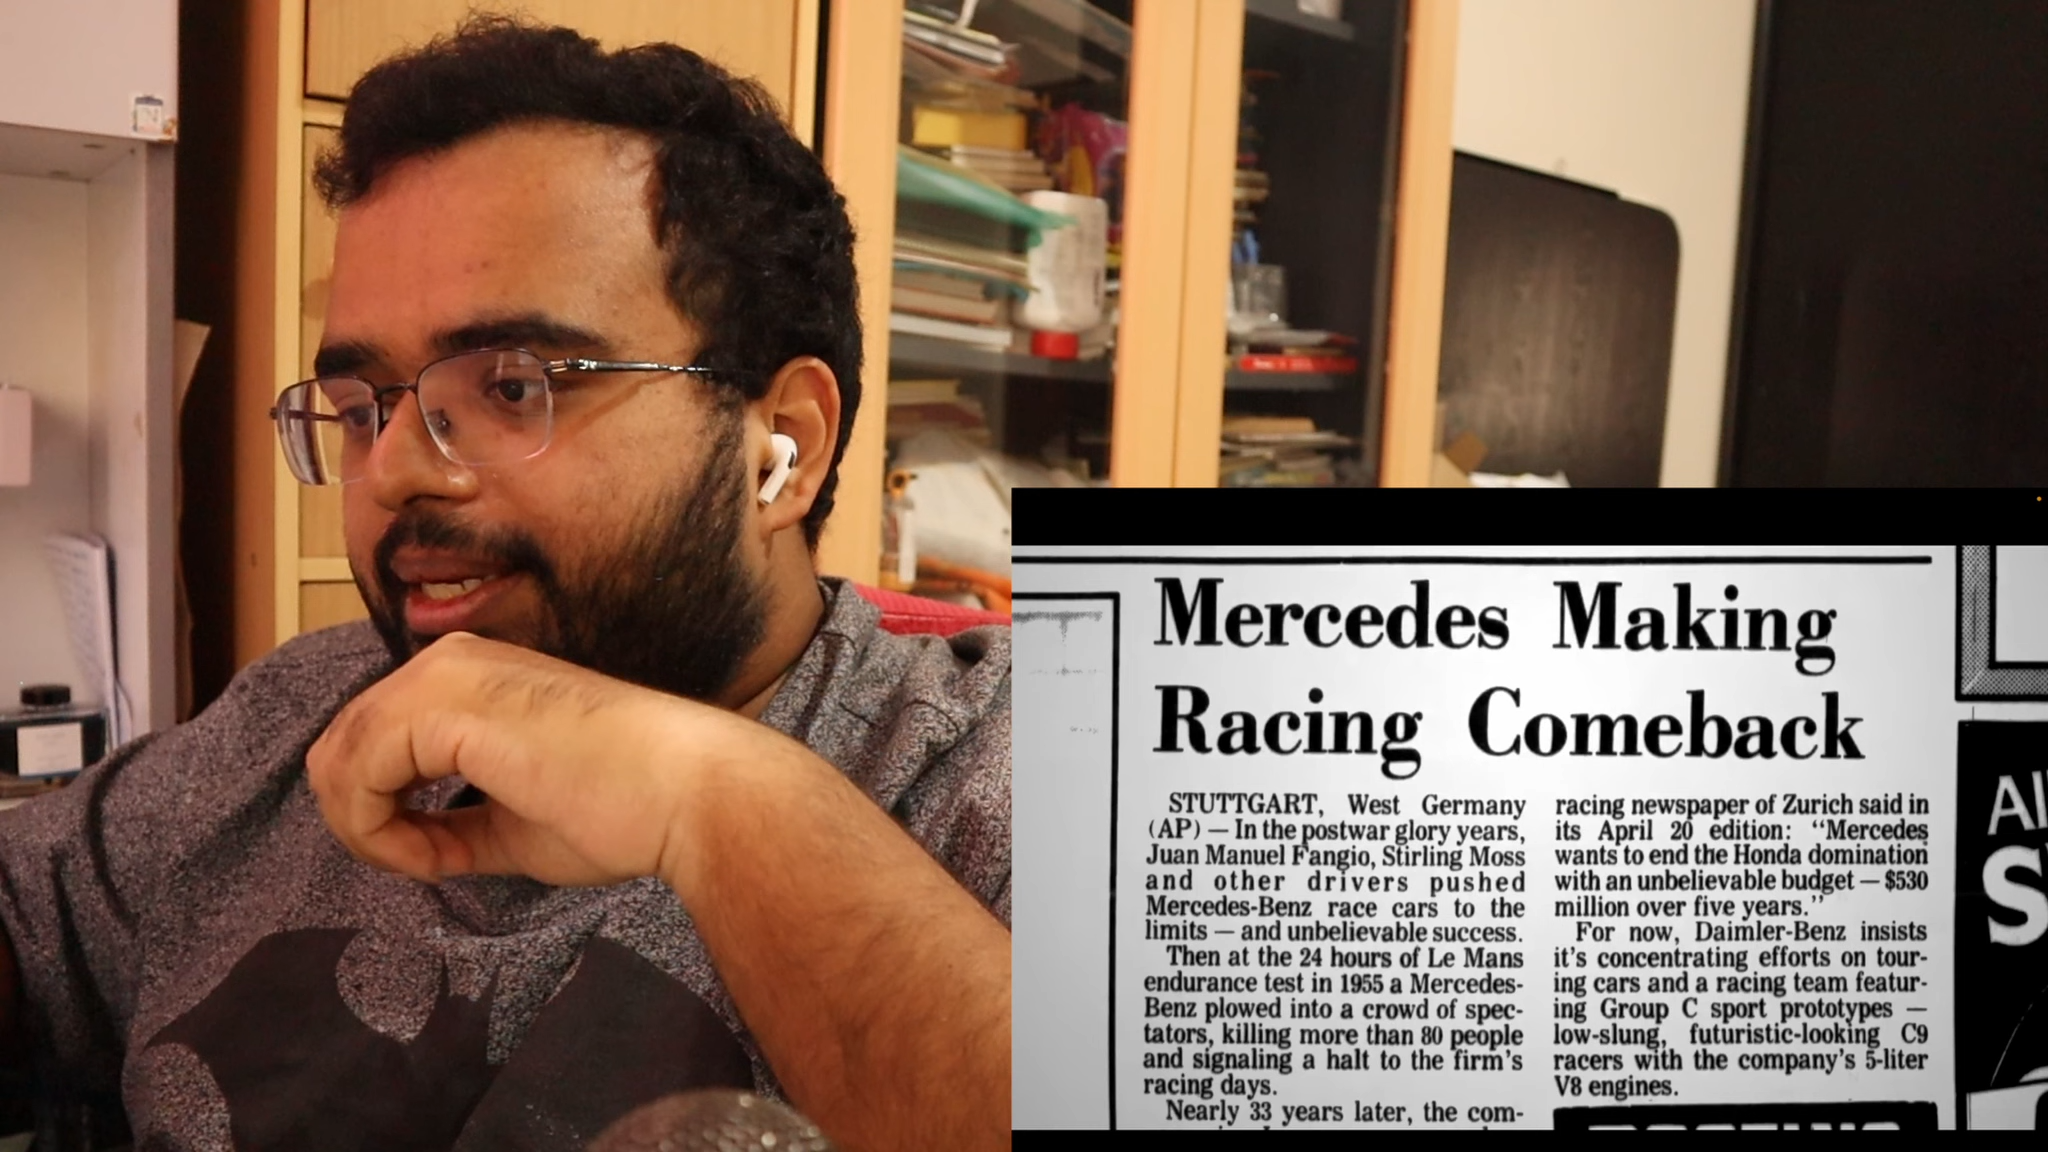 Mercedes Making
Racing Comeback
STUTTGART, West Germany
(AP) — In the postwar glory years,
Juan Manuel Fangio, Stirling Moss
and other drivers pushed
Mercedes-Benz race cars to the
limits — and unbelievable success.
Then at the 24 hours of Le Mans
endurance test in 1955 a Mercedes-
Benz plowed into a crowd of spec-
tators, killing more than 80 people
and signaling a halt to the firm's
racing days.
Nearly 33 years later, the com-
racing newspaper of Zurich said in
its April 20 edition: "Mercedes
wants to end the Honda domination
with an unbelievable budget — $530
million over five years."
For now, Daimler-Benz insists
it's concentrating efforts on tour-
ing cars and a racing team featur-
ing Group C sport prototypes —
low-slung, futuristic-looking C9
racers with the company's 5-liter
V8 engines.